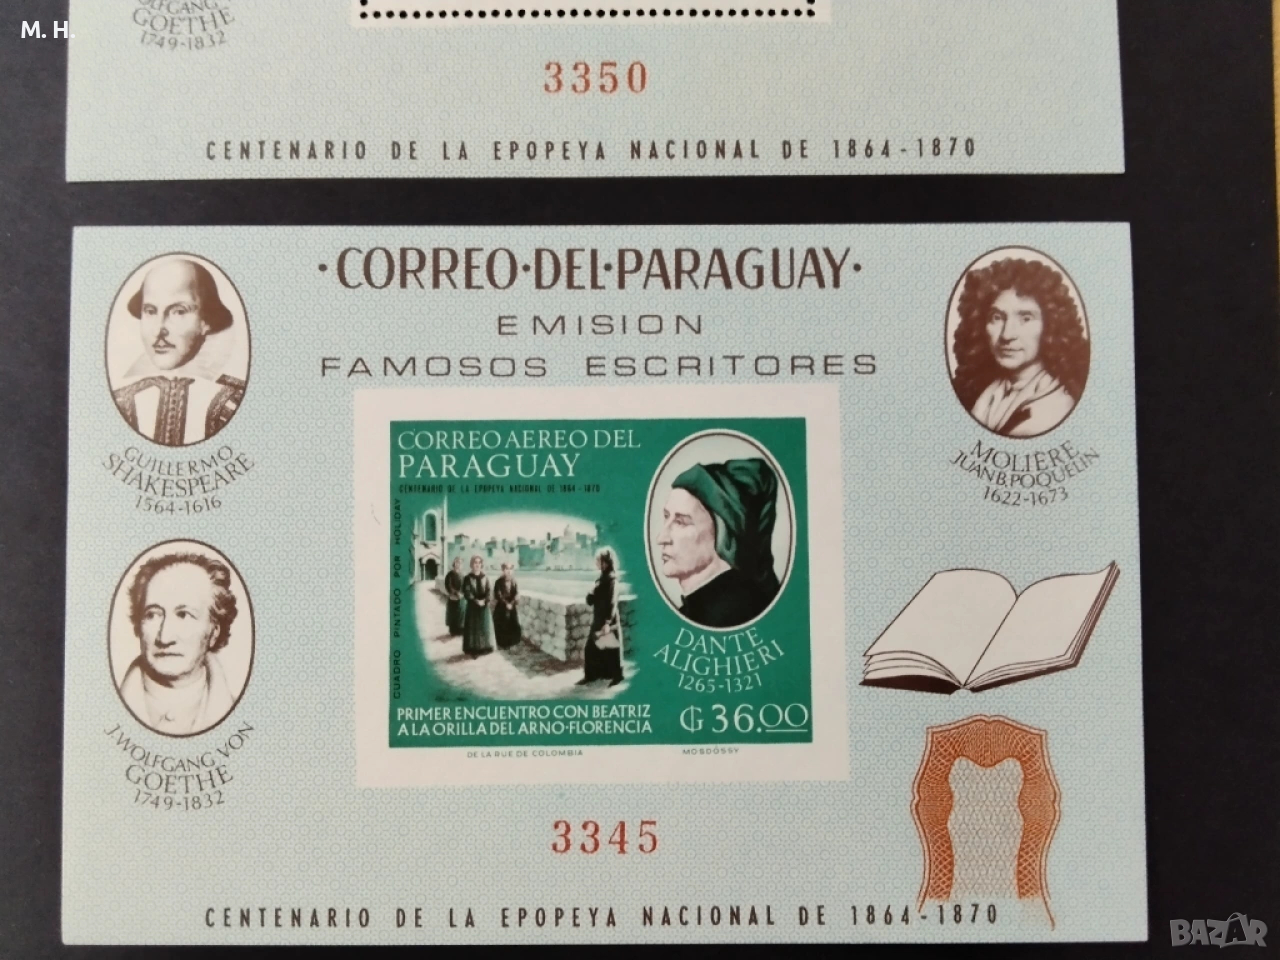 M. H.
WOLFGANG
GOETHE
1749-1832
3350
CENTENARIO DE LA EPOPEYA NACIONAL DE 1864-1870
·CORREO·DEL·PARAGUAY·
EMISION
FAMOSOS ESCRITORES
GUILLERMO
SHAKESPEARE
1564-1616
MOLIÈRE
JUAN B. POQUELIN
1622-1673
CORREO AEREO DEL
PARAGUAY
CENTENARIO DE LA EPOPEYA NACIONAL DE 1864-1870
CUADRO PINTADO POR HOLIDAY
DANTE
ALIGHIERI
1265-1321
PRIMER ENCUENTRO CON BEATRIZ
A LA ORILLA DEL ARNO-FLORENCIA
₲ 36.00
DE LA RUE DE COLOMBIA
MOSDÓSSY
J. WOLFGANG VON
GOETHE
1749-1832
3345
CENTENARIO DE LA EPOPEYA NACIONAL DE 1864-1870
BAZAR